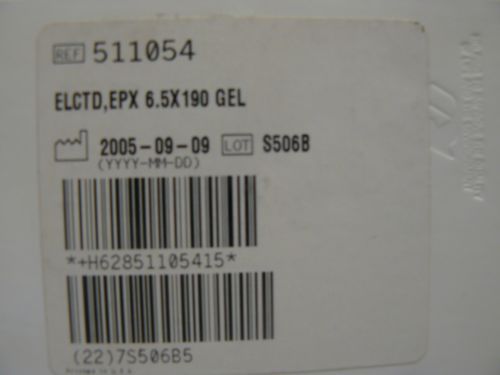 REF 511054
ELCTD,EPX 6.5X190 GEL
2005-09-09 LOT S506B
(YYYY-MM-DD)
*+H62851105415*
(22)7S506B5